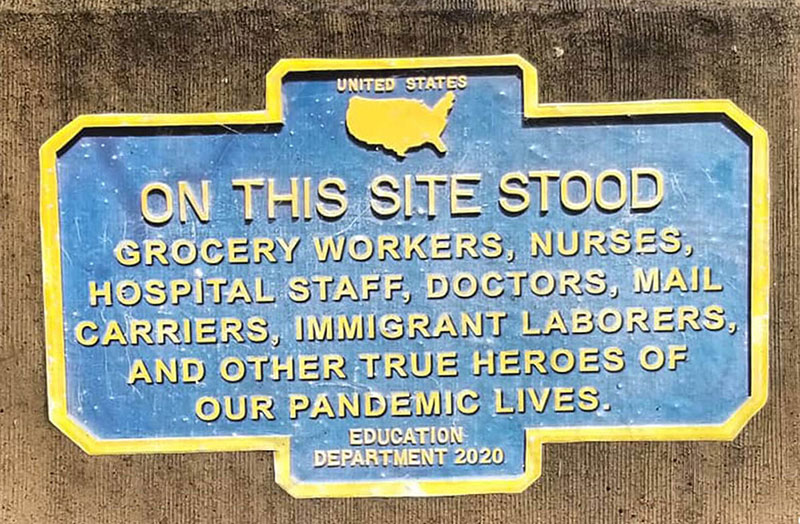 UNITED STATES
ON THIS SITE STOOD
GROCERY WORKERS, NURSES,
HOSPITAL STAFF, DOCTORS, MAIL
CARRIERS, IMMIGRANT LABORERS,
AND OTHER TRUE HEROES OF
OUR PANDEMIC LIVES.
EDUCATION
DEPARTMENT 2020